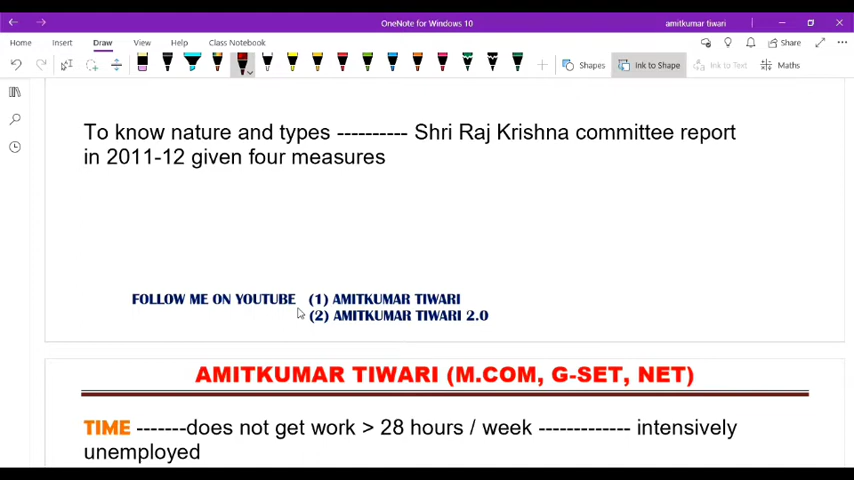 OneNote for Windows 10
amitkumar tiwari
Home Insert Draw View Help Class Notebook Share
Shapes Ink to Shape Ink to Text Maths
To know nature and types ---------- Shri Raj Krishna committee report
in 2011-12 given four measures
FOLLOW ME ON YOUTUBE (1) AMITKUMAR TIWARI
(2) AMITKUMAR TIWARI 2.0
AMITKUMAR TIWARI (M.COM, G-SET, NET)
TIME -------does not get work > 28 hours / week ------------- intensively
unemployed